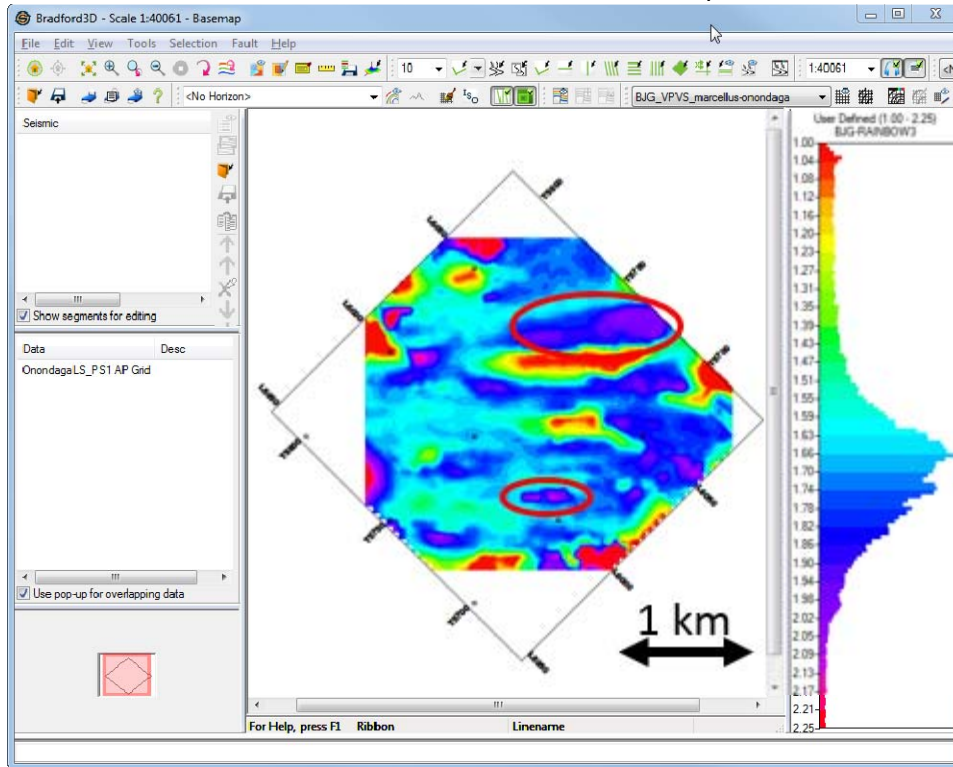 Bradford3D - Scale 1:40061 - Basemap
File Edit View Tools Selection Fault Help
10
1:40061
<No Horizon>
BJG_VPVS_marcellus-onondaga
Seismic
Show segments for editing
Data Desc
OnondagaLS_PS1 AiP Grid
Use pop-up for overlapping data
1 km
For Help, press F1 Ribbon Linename
User Defined (1.00 - 2.25)
BJG-RAINBOW3
1.00
1.04
1.08
1.12
1.16
1.20
1.23
1.27
1.31
1.35
1.39
1.43
1.47
1.51
1.55
1.59
1.63
1.66
1.70
1.74
1.78
1.82
1.86
1.90
1.94
1.98
2.02
2.05
2.09
2.13
2.17
2.21
2.25